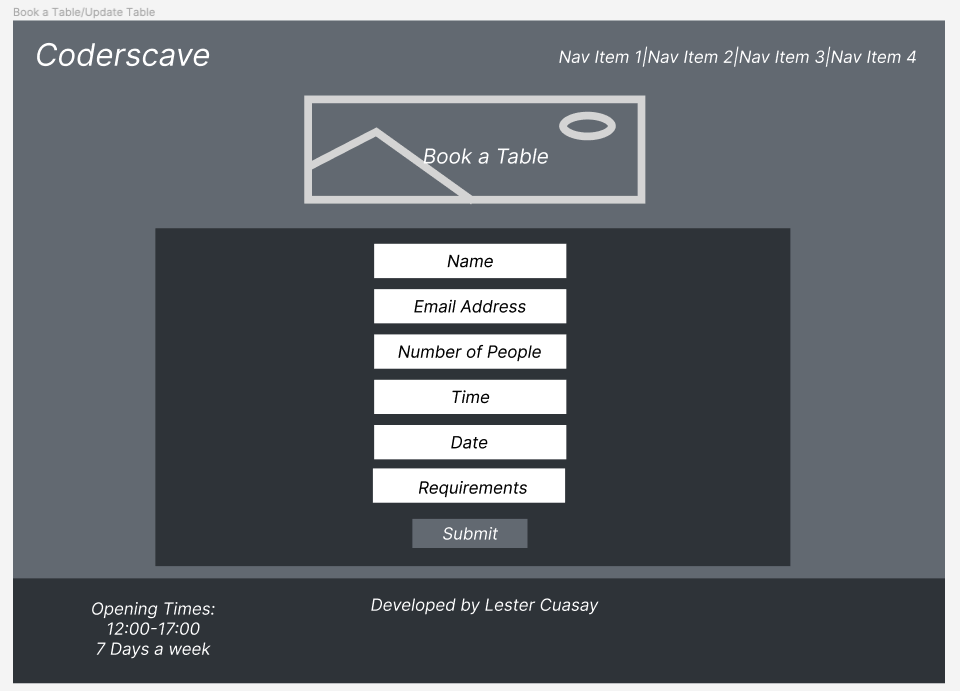 Book a Table/Update Table
Coderscave
Nav Item 1|Nav Item 2|Nav Item 3|Nav Item 4
Book a Table
Name
Email Address
Number of People
Time
Date
Requirements
Submit
Opening Times:
12:00-17:00
7 Days a week
Developed by Lester Cuasay